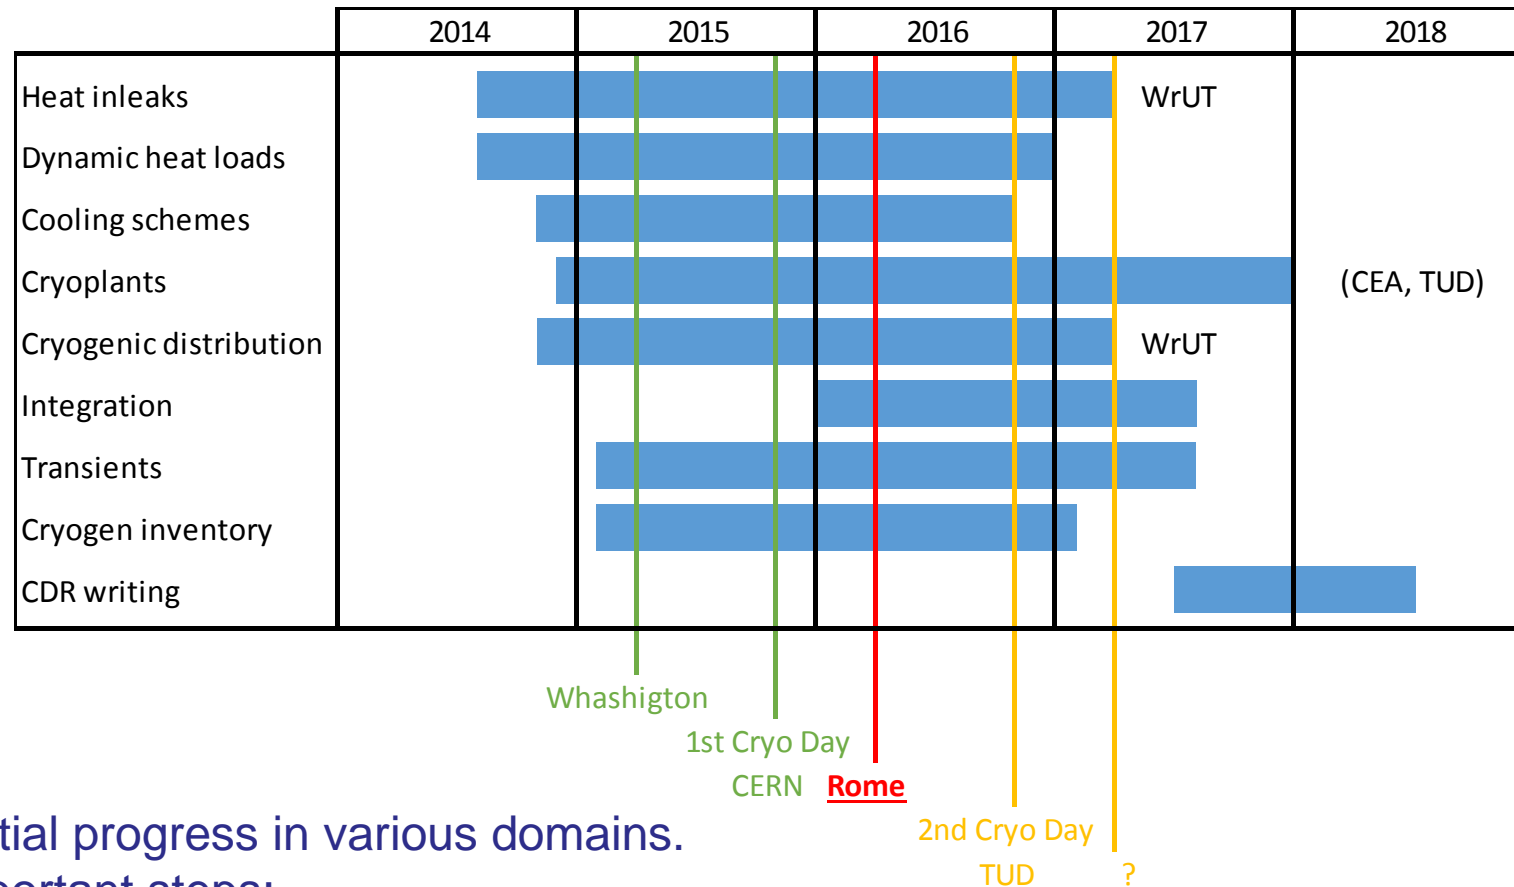 2014 2015 2016 2017 2018
Heat inleaks WrUT
Dynamic heat loads
Cooling schemes
Cryoplants (CEA, TUD)
Cryogenic distribution WrUT
Integration
Transients
Cryogen inventory
CDR writing
Whashigton
1st Cryo Day
CERN Rome
tial progress in various domains.
2nd Cryo Day
TUD ?
portant steps: